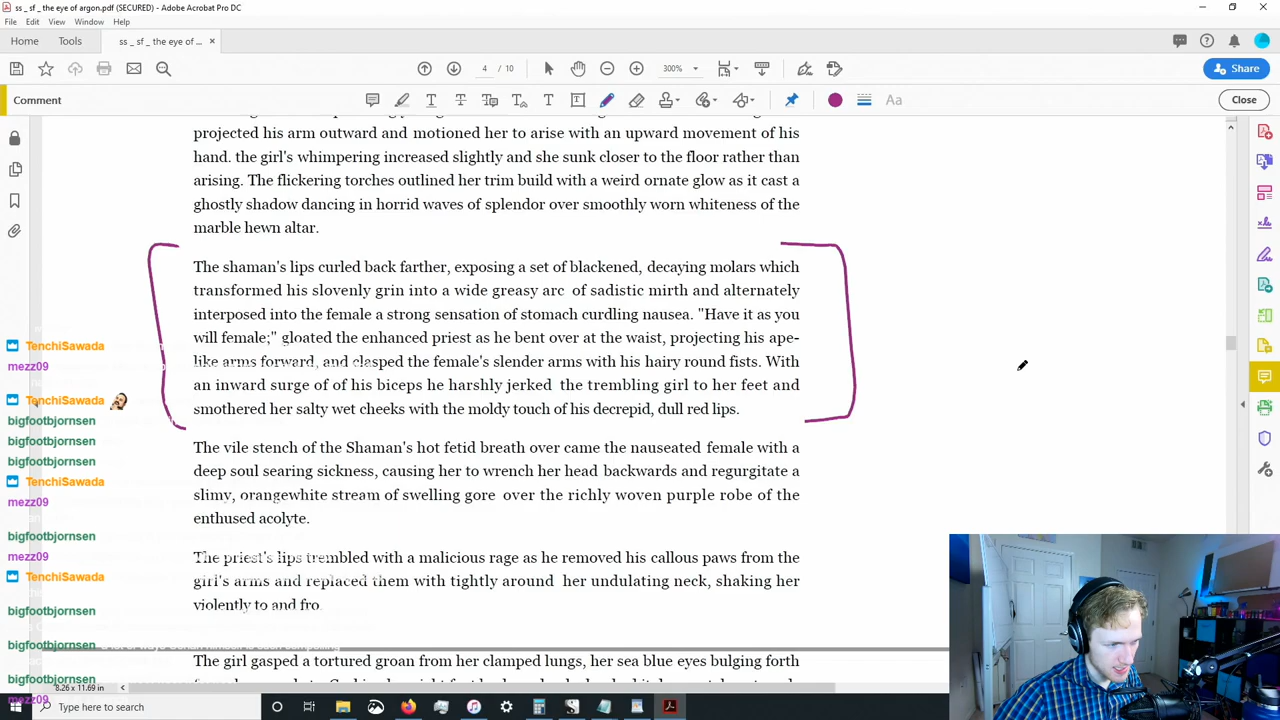 ss _ sf _ the eye of argon.pdf (SECURED) - Adobe Acrobat Pro DC
File Edit View Window Help
Home Tools ss _ sf _ the eye of ... ×
4 / 10 300% Share
Comment Aa Close
projected his arm outward and motioned her to arise with an upward movement of his
hand. the girl's whimpering increased slightly and she sunk closer to the floor rather than
arising. The flickering torches outlined her trim build with a weird ornate glow as it cast a
ghostly shadow dancing in horrid waves of splendor over smoothly worn whiteness of the
marble hewn altar.
The shaman's lips curled back farther, exposing a set of blackened, decaying molars which
transformed his slovenly grin into a wide greasy arc of sadistic mirth and alternately
interposed into the female a strong sensation of stomach curdling nausea. "Have it as you
will female;" gloated the enhanced priest as he bent over at the waist, projecting his ape-
like arms forward, and clasped the female's slender arms with his hairy round fists. With
an inward surge of of his biceps he harshly jerked the trembling girl to her feet and
smothered her salty wet cheeks with the moldy touch of his decrepid, dull red lips.
The vile stench of the Shaman's hot fetid breath over came the nauseated female with a
deep soul searing sickness, causing her to wrench her head backwards and regurgitate a
slimy, orangewhite stream of swelling gore over the richly woven purple robe of the
enthused acolyte.
The priest's lips trembled with a malicious rage as he removed his callous paws from the
girl's arms and replaced them with tightly around her undulating neck, shaking her
violently to and fro.
The girl gasped a tortured groan from her clamped lungs, her sea blue eyes bulging forth
TenchiSawada
mezz09
TenchiSawada
bigfootbjornsen
bigfootbjornsen
bigfootbjornsen
TenchiSawada
mezz09
bigfootbjornsen
mezz09
TenchiSawada
bigfootbjornsen
bigfootbjornsen
bigfootbjornsen
mezz09
8.26 x 11.69 in
Type here to search